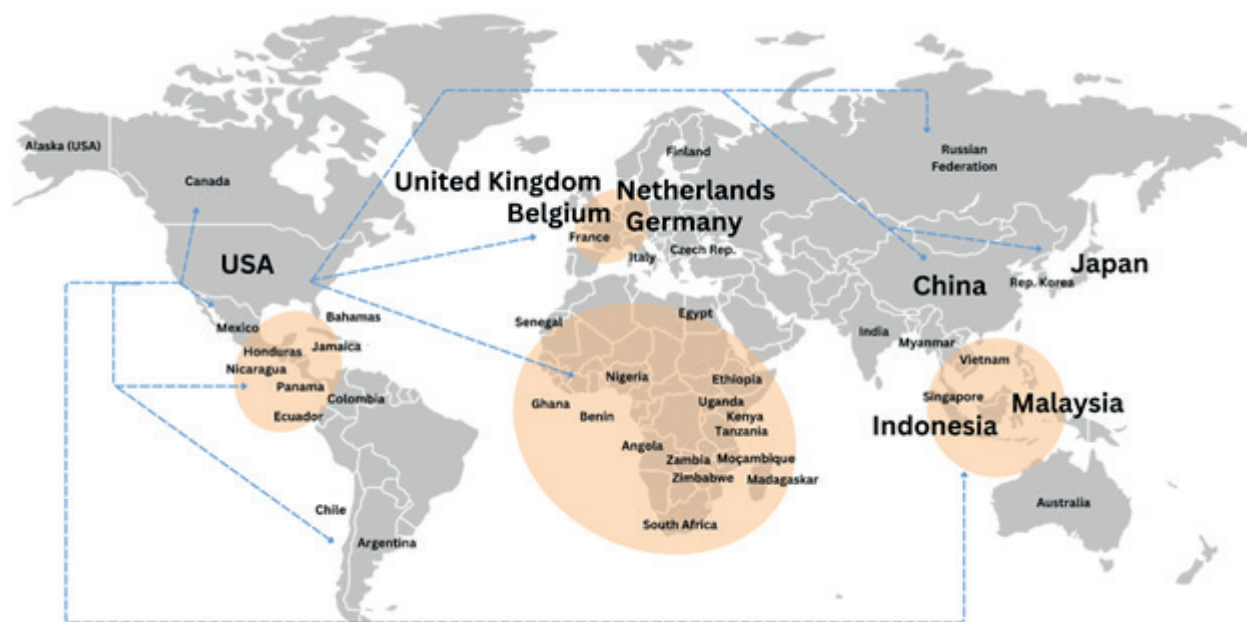 Alaska (USA)
Canada
USA
Mexico
Bahamas
Honduras
Jamaica
Nicaragua
Panama
Colombia
Ecuador
Chile
Argentina
United Kingdom
Belgium
Netherlands
Germany
Finland
France
Italy
Czech Rep.
Russian
Federation
China
Japan
Rep. Korea
India
Myanmar
Vietnam
Singapore
Malaysia
Indonesia
Australia
Senegal
Egypt
Nigeria
Ethiopia
Ghana
Benin
Uganda
Kenya
Tanzania
Angola
Zambia
Moçambique
Zimbabwe
Madagaskar
South Africa